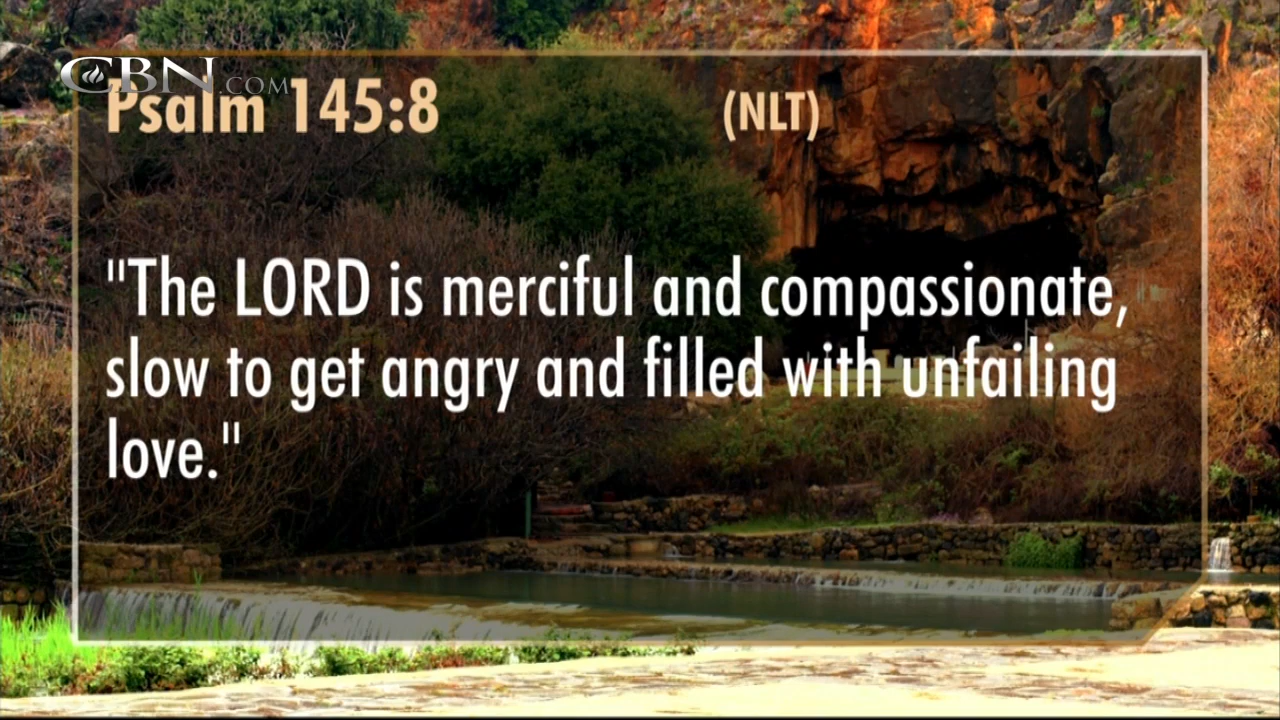 CBN.COM
Psalm 145:8 (NLT)
"The LORD is merciful and compassionate,
slow to get angry and filled with unfailing
love."